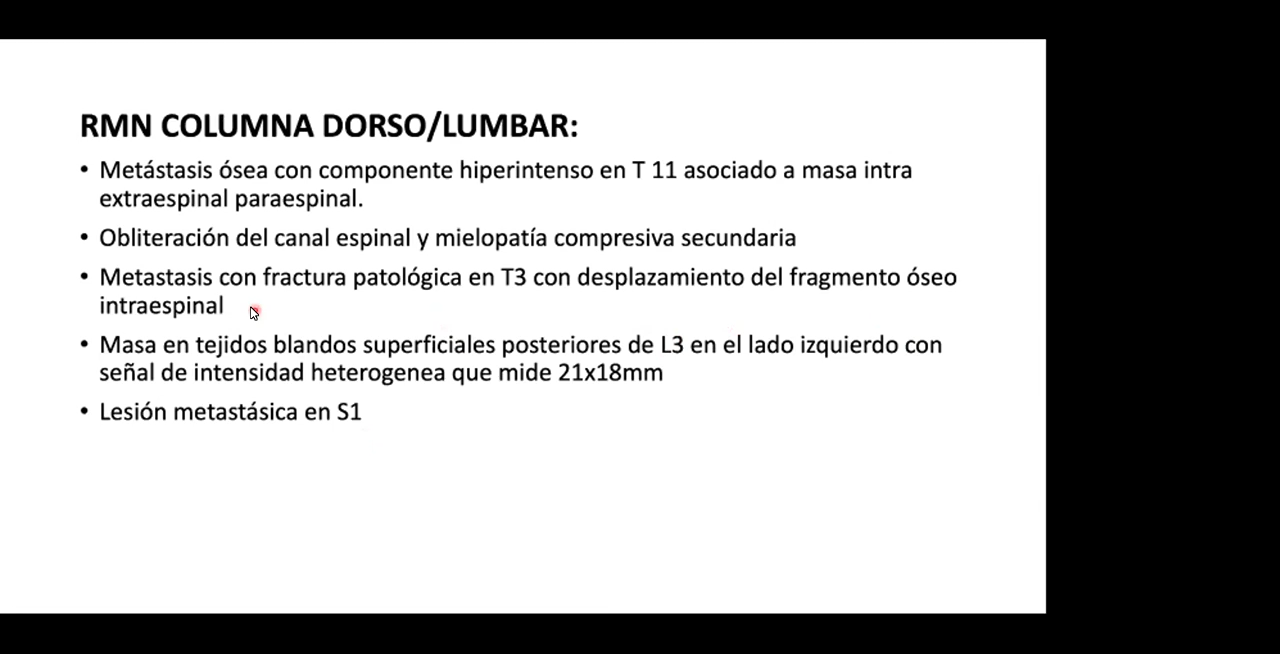 RMN COLUMNA DORSO/LUMBAR:
• Metástasis ósea con componente hiperintenso en T 11 asociado a masa intra
extraespinal paraespinal.
• Obliteración del canal espinal y mielopatía compresiva secundaria
• Metastasis con fractura patológica en T3 con desplazamiento del fragmento óseo
intraespinal
• Masa en tejidos blandos superficiales posteriores de L3 en el lado izquierdo con
señal de intensidad heterogenea que mide 21x18mm
• Lesión metastásica en S1